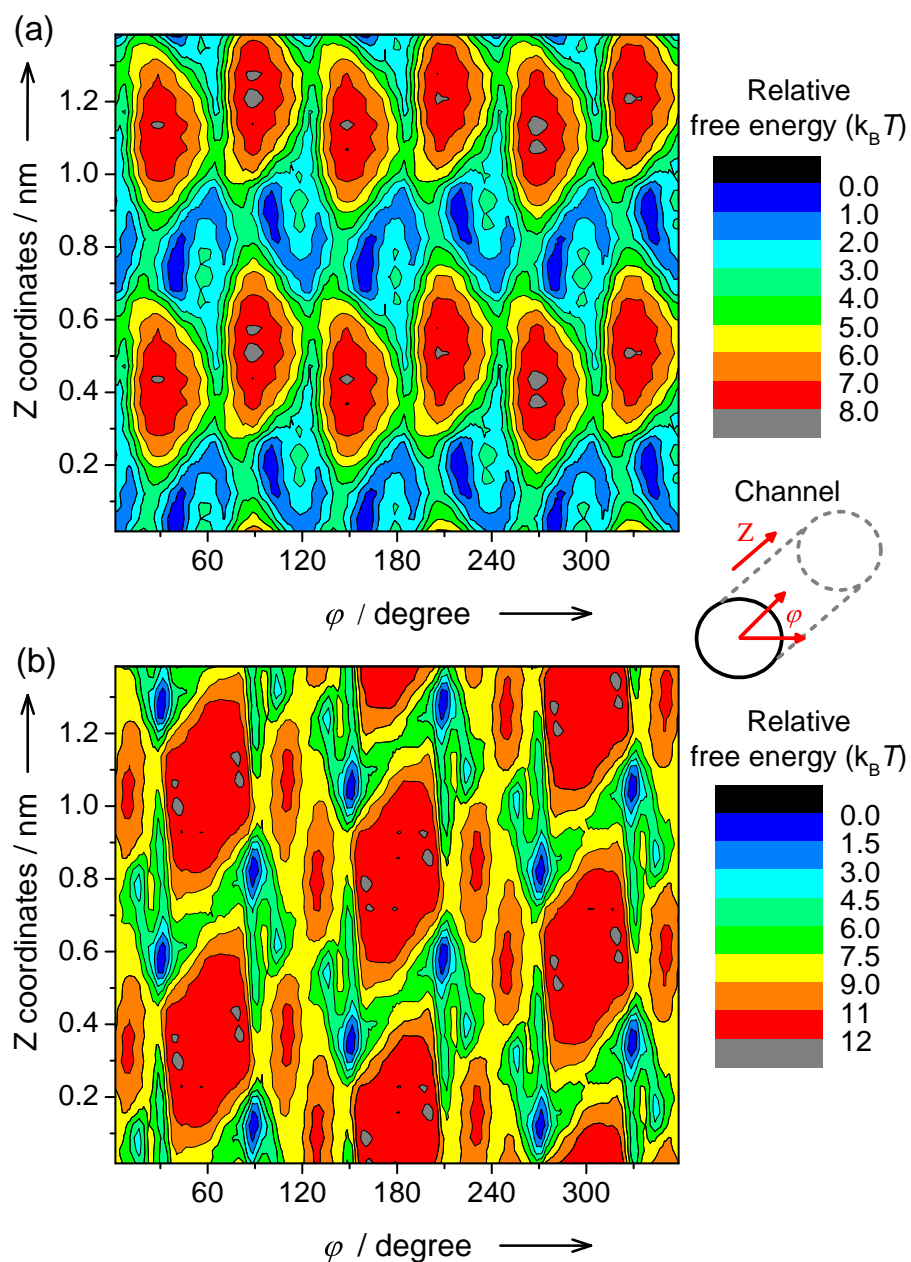 (a)
Z coordinates / nm
1.2
1.0
0.8
0.6
0.4
0.2
60 120 180 240 300
φ / degree
Relative
free energy (kBT)
0.0
1.0
2.0
3.0
4.0
5.0
6.0
7.0
8.0
Channel
Z
φ
(b)
Z coordinates / nm
1.2
1.0
0.8
0.6
0.4
0.2
60 120 180 240 300
φ / degree
Relative
free energy (kBT)
0.0
1.5
3.0
4.5
6.0
7.5
9.0
11
12